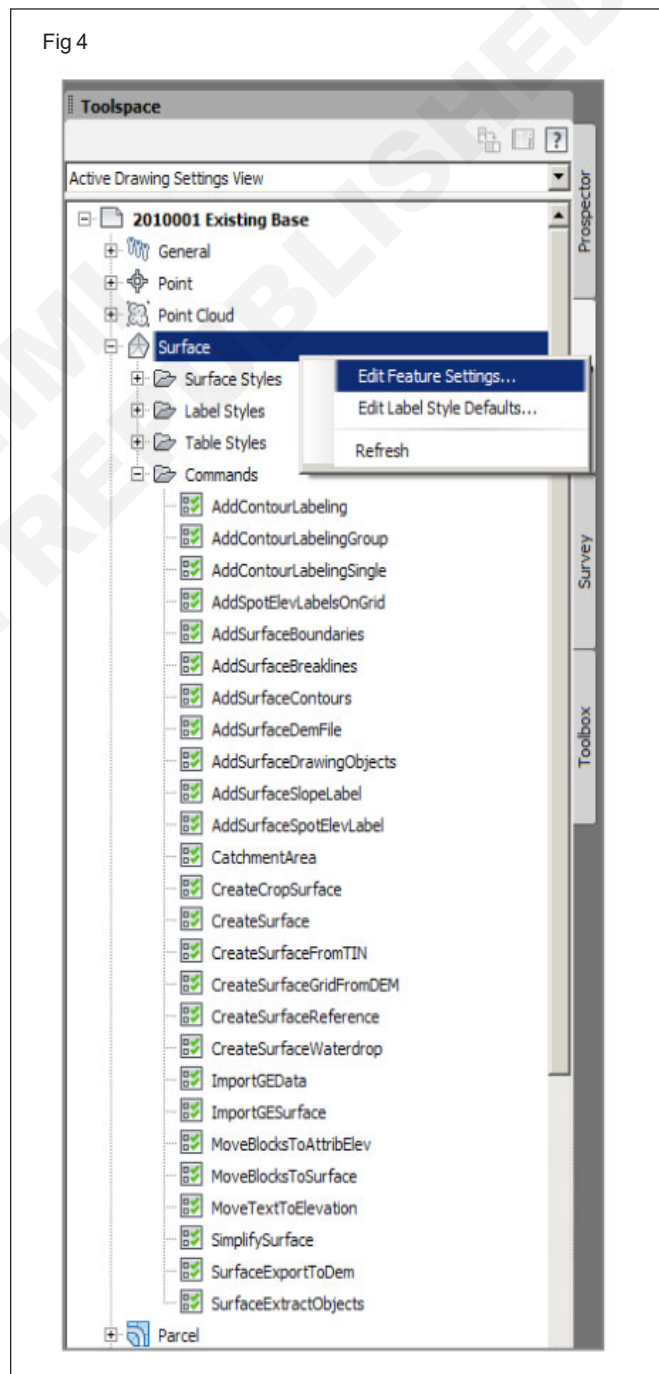 Fig 4
Toolspace
Active Drawing Settings View
2010001 Existing Base
General
Point
Point Cloud
Surface
Edit Feature Settings...
Surface Styles
Edit Label Style Defaults...
Label Styles
Refresh
Table Styles
Commands
AddContourLabeling
AddContourLabelingGroup
AddContourLabelingSingle
AddSpotElevLabelsOnGrid
AddSurfaceBoundaries
AddSurfaceBreaklines
AddSurfaceContours
AddSurfaceDemFile
AddSurfaceDrawingObjects
AddSurfaceSlopeLabel
AddSurfaceSpotElevLabel
CatchmentArea
CreateCropSurface
CreateSurface
CreateSurfaceFromTIN
CreateSurfaceGridFromDEM
CreateSurfaceReference
CreateSurfaceWaterdrop
ImportGEData
ImportGESurface
MoveBlocksToAttribElev
MoveBlocksToSurface
MoveTextToElevation
SimplifySurface
SurfaceExportToDem
SurfaceExtractObjects
Parcel
Prospector
Survey
Toolbox
REPUBLISHED